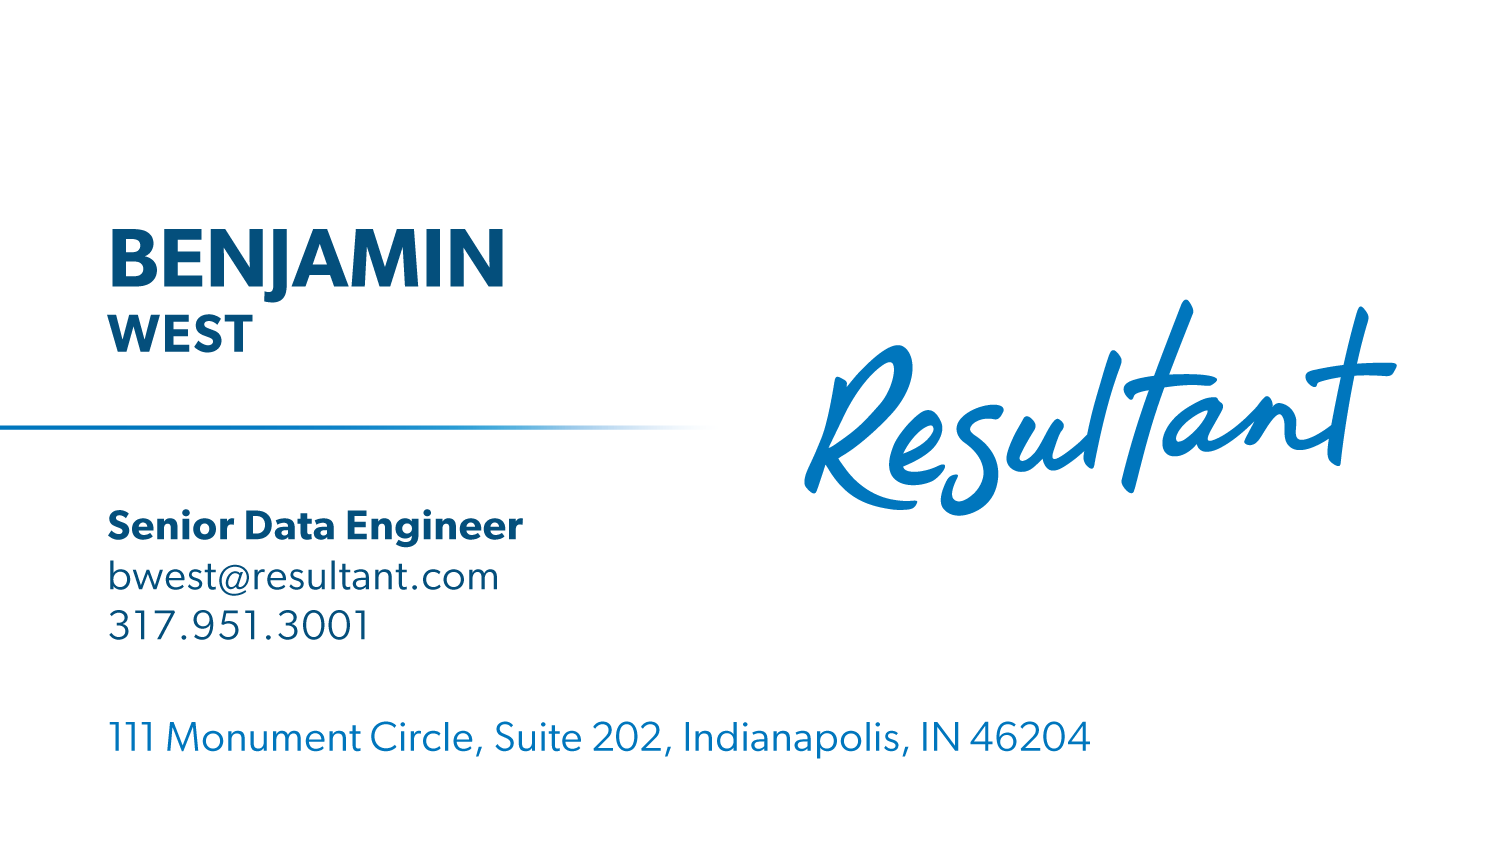 BENJAMIN
WEST
Resultant
Senior Data Engineer
bwest@resultant.com
317.951.3001
111 Monument Circle, Suite 202, Indianapolis, IN 46204